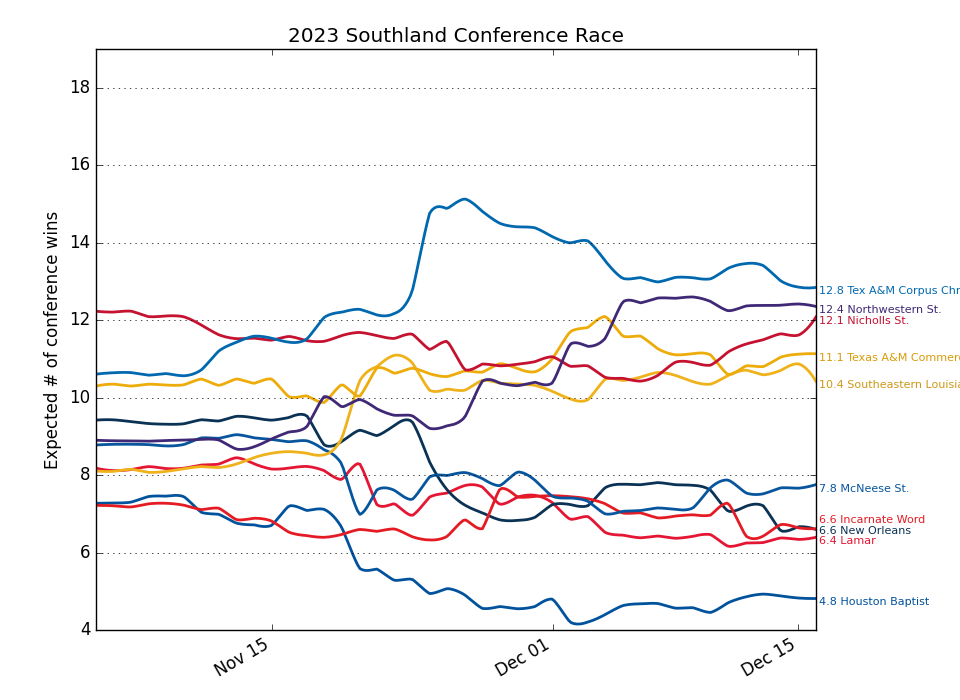 2023 Southland Conference Race
Expected # of conference wins
18
16
14
12
10
8
6
4
Nov 15
Dec 01
Dec 15
12.8 Tex A&M Corpus Chr
12.4 Northwestern St.
12.1 Nicholls St.
11.1 Texas A&M Commerc
10.4 Southeastern Louisia
7.8 McNeese St.
6.6 Incarnate Word
6.6 New Orleans
6.4 Lamar
4.8 Houston Baptist